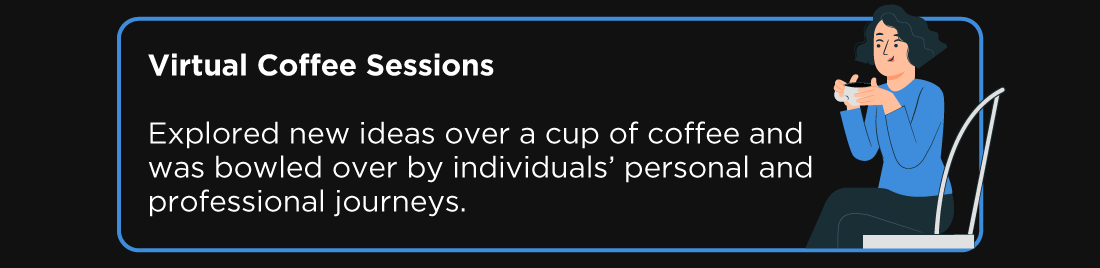 Virtual Coffee Sessions
Explored new ideas over a cup of coffee and
was bowled over by individuals’ personal and
professional journeys.